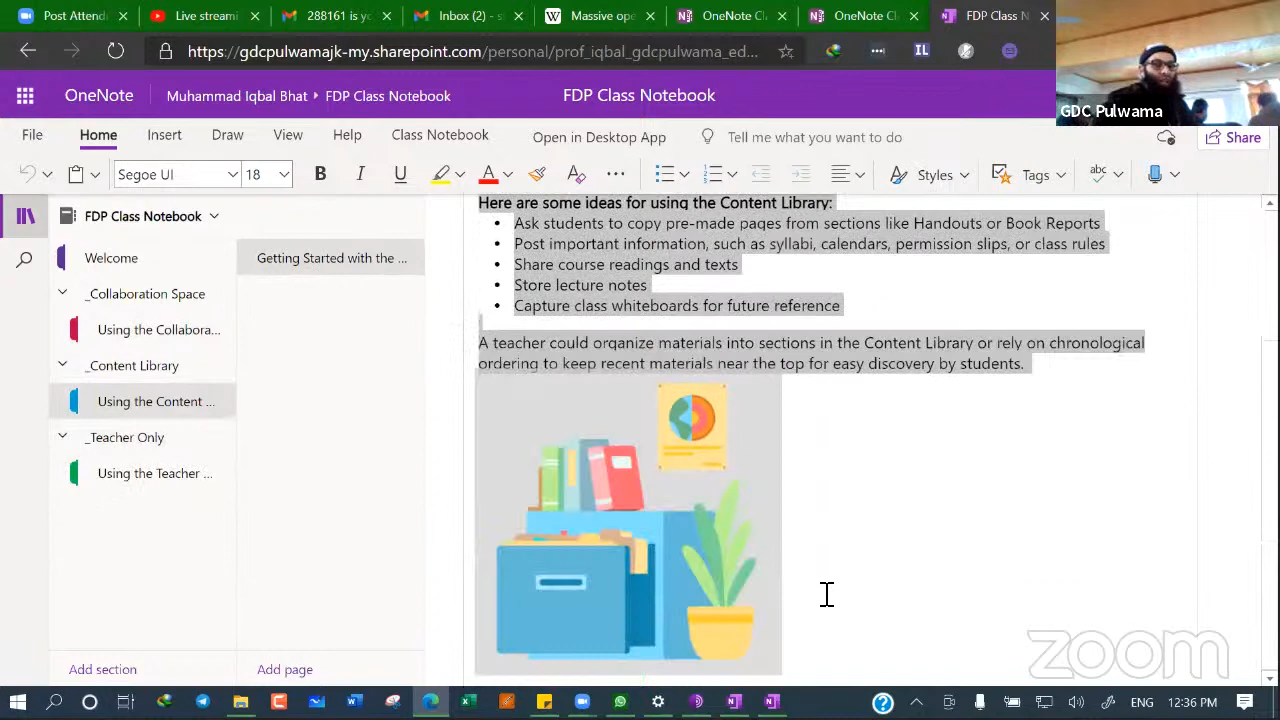 Post Attend
Live streami
288161 is yo
Inbox (2) - s
Massive ope
OneNote Cl
OneNote Cl
FDP Class N
https://gdcpulwamajk-my.sharepoint.com/personal/prof_iqbal_gdcpulwama_ed...
IL
GDC Pulwama
OneNote
Muhammad Iqbal Bhat
FDP Class Notebook
FDP Class Notebook
File
Home
Insert
Draw
View
Help
Class Notebook
Open in Desktop App
Tell me what you want to do
Share
Segoe UI
18
B
I
U
A
Styles
Tags
abc
FDP Class Notebook
Welcome
_Collaboration Space
Using the Collabora...
_Content Library
Using the Content ...
_Teacher Only
Using the Teacher ...
Add section
Getting Started with the ...
Add page
Here are some ideas for using the Content Library:
• Ask students to copy pre-made pages from sections like Handouts or Book Reports
• Post important information, such as syllabi, calendars, permission slips, or class rules
• Share course readings and texts
• Store lecture notes
• Capture class whiteboards for future reference
A teacher could organize materials into sections in the Content Library or rely on chronological
ordering to keep recent materials near the top for easy discovery by students.
zoom
ENG
12:36 PM